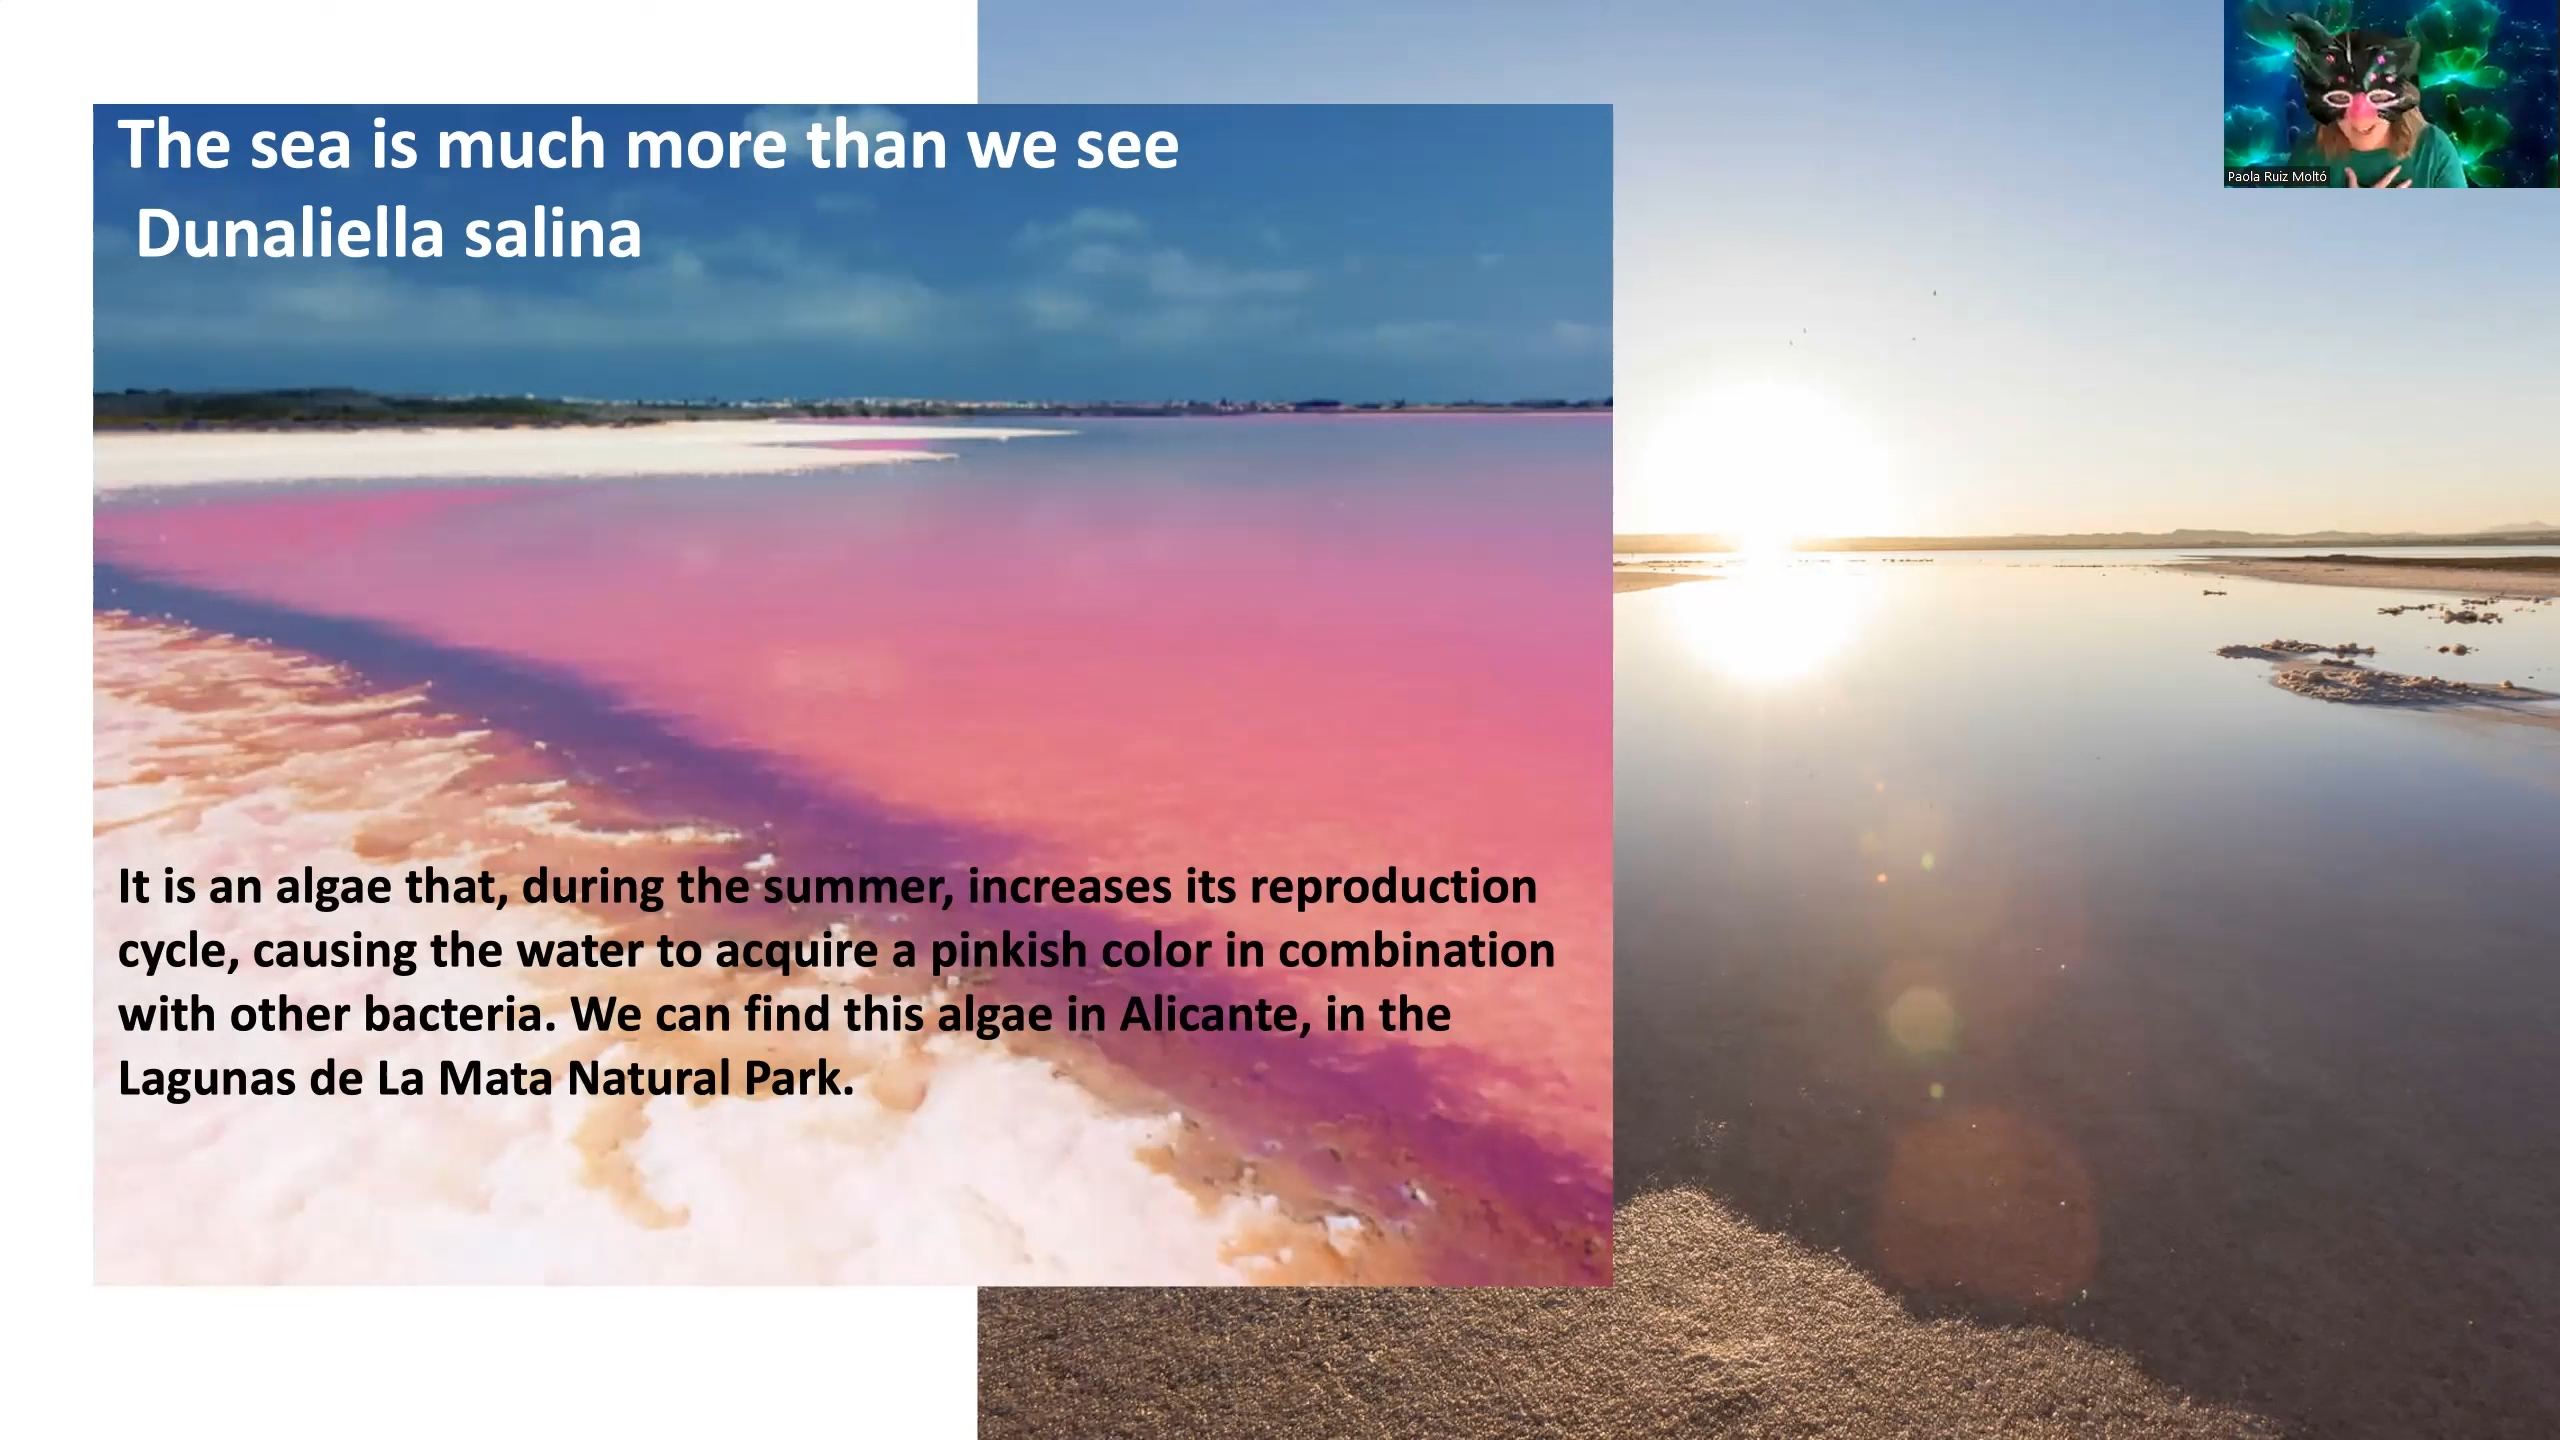 The sea is much more than we see
Dunaliella salina
Paola Ruiz Moltó
It is an algae that, during the summer, increases its reproduction
cycle, causing the water to acquire a pinkish color in combination
with other bacteria. We can find this algae in Alicante, in the
Lagunas de La Mata Natural Park.